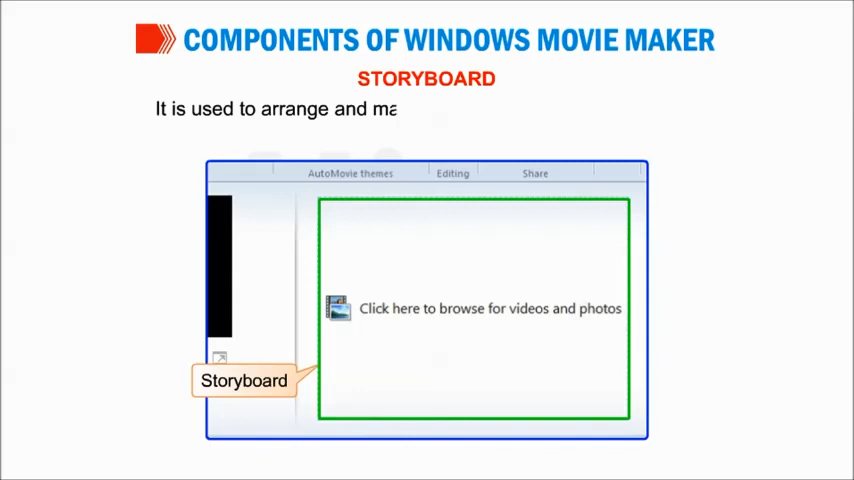 COMPONENTS OF WINDOWS MOVIE MAKER
STORYBOARD
It is used to arrange and ma
AutoMovie themes Editing Share
Click here to browse for videos and photos
Storyboard